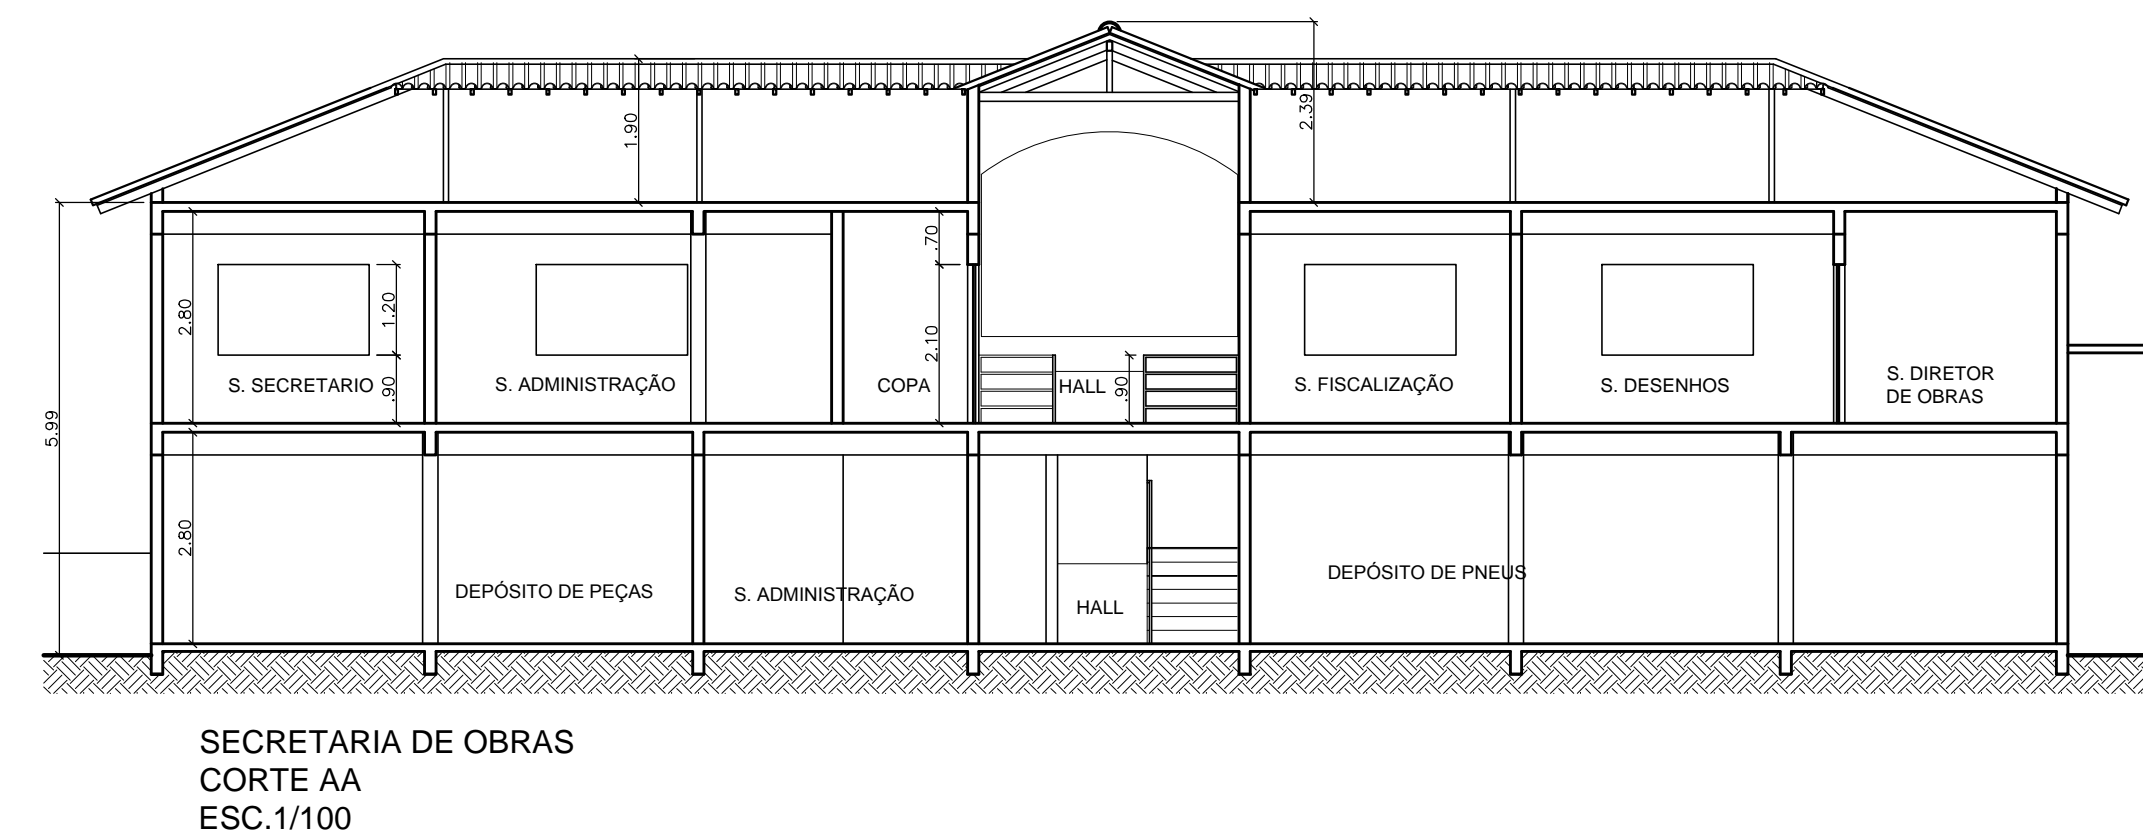 2.39
1.90
.70
2.80
1.20
2.10
.90
S. SECRETARIO
S. ADMINISTRAÇÃO
COPA
HALL
.90
S. FISCALIZAÇÃO
S. DESENHOS
S. DIRETOR
DE OBRAS
5.99
2.80
DEPÓSITO DE PEÇAS
S. ADMINISTRAÇÃO
HALL
DEPÓSITO DE PNEUS
SECRETARIA DE OBRAS
CORTE AA
ESC.1/100